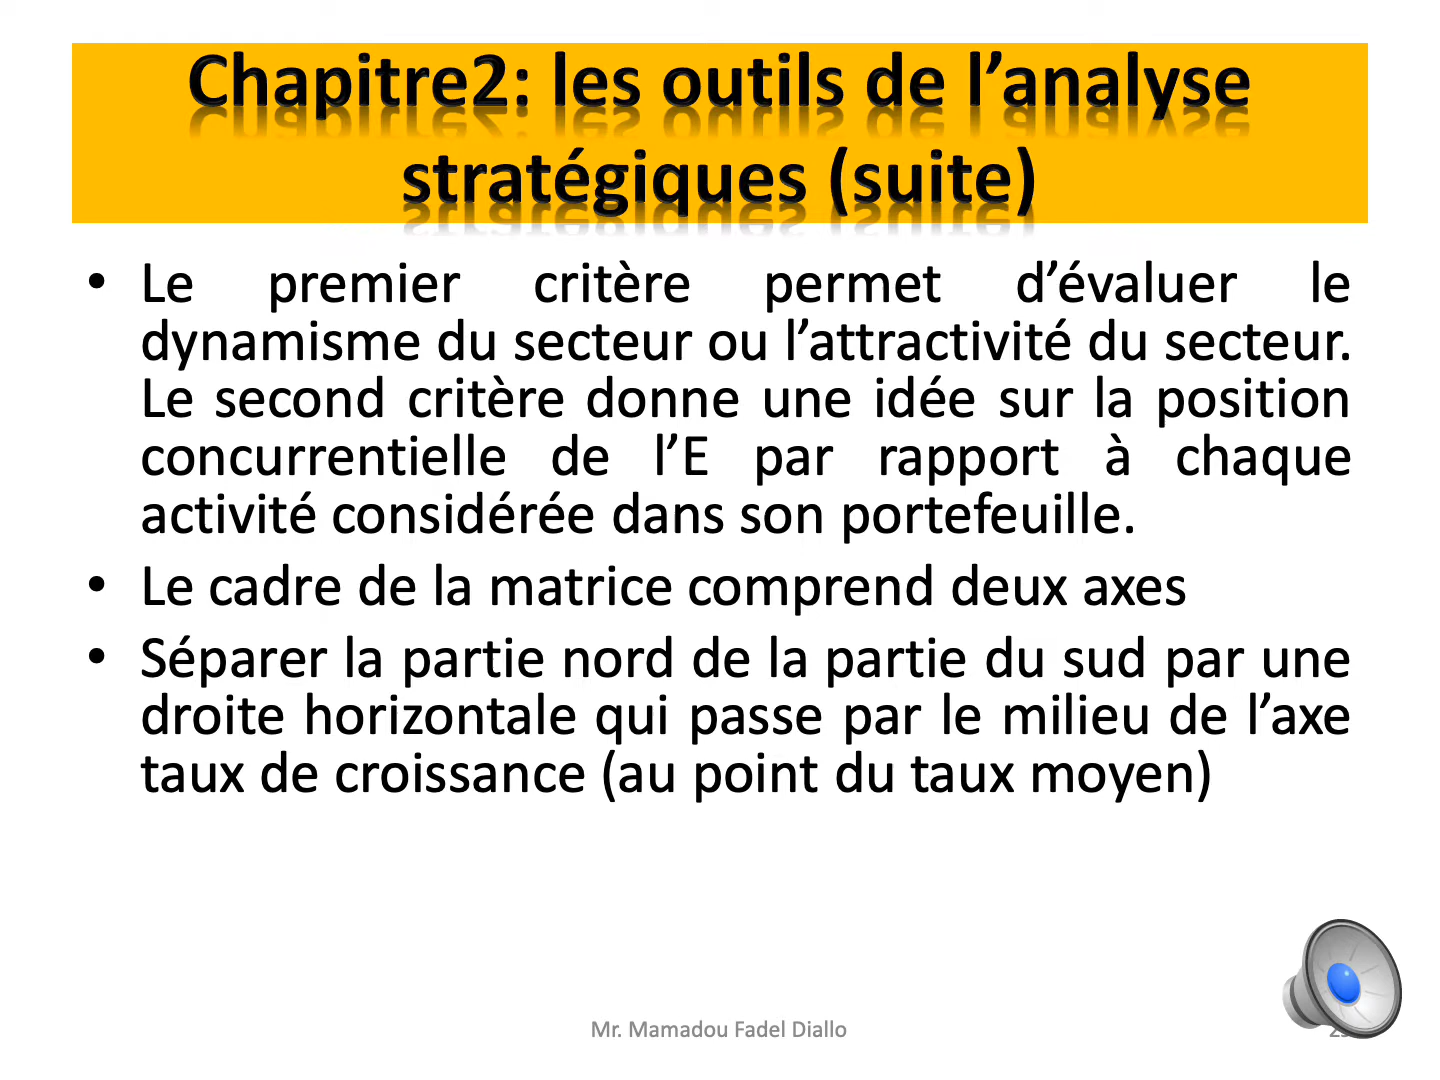 Chapitre2: les outils de l’analyse
stratégiques (suite)
• Le premier critère permet d’évaluer le
dynamisme du secteur ou l’attractivité du secteur.
Le second critère donne une idée sur la position
concurrentielle de l’E par rapport à chaque
activité considérée dans son portefeuille.
• Le cadre de la matrice comprend deux axes
• Séparer la partie nord de la partie du sud par une
droite horizontale qui passe par le milieu de l’axe
taux de croissance (au point du taux moyen)
Mr. Mamadou Fadel Diallo